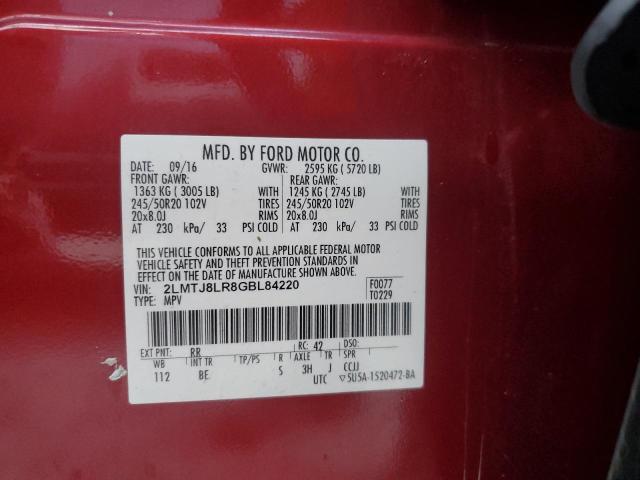 MFD. BY FORD MOTOR CO.
DATE: 09/16 GVWR: 2595 KG ( 5720 LB)
FRONT GAWR: REAR GAWR:
1363 KG ( 3005 LB) WITH 1245 KG ( 2745 LB) WITH
245/50R20 102V TIRES 245/50R20 102V TIRES
20x8.0J RIMS 20x8.0J RIMS
AT 230 kPa/ 33 PSI COLD AT 230 kPa/ 33 PSI COLD
THIS VEHICLE CONFORMS TO ALL APPLICABLE FEDERAL MOTOR
VEHICLE SAFETY AND THEFT PREVENTION STANDARDS IN
EFFECT ON THE DATE OF MANUFACTURE SHOWN ABOVE.
VIN: 2LMTJ8LR8GBL84220 F0077
TYPE: MPV T0229
EXT PNT: RR RC: 42 DSO:
WB INT TR TP/PS R AXLE TR SPR
112 BE S 3H J CCJJ
UTC ▽5U5A-1520472-BA